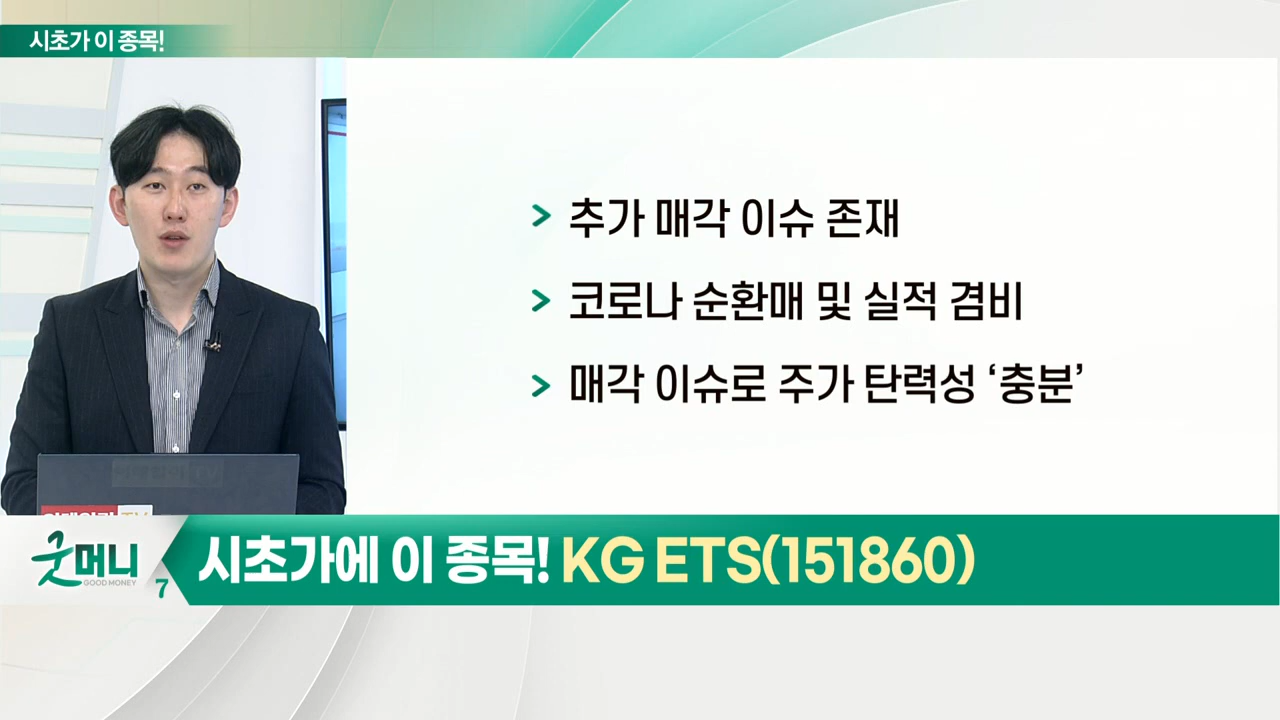 시초가 이 종목!
> 추가 매각 이슈 존재
> 코로나 순환매 및 실적 겸비
> 매각 이슈로 주가 탄력성 ‘충분’
굿머니
GOOD MONEY
7
시초가에 이 종목! KG ETS(151860)